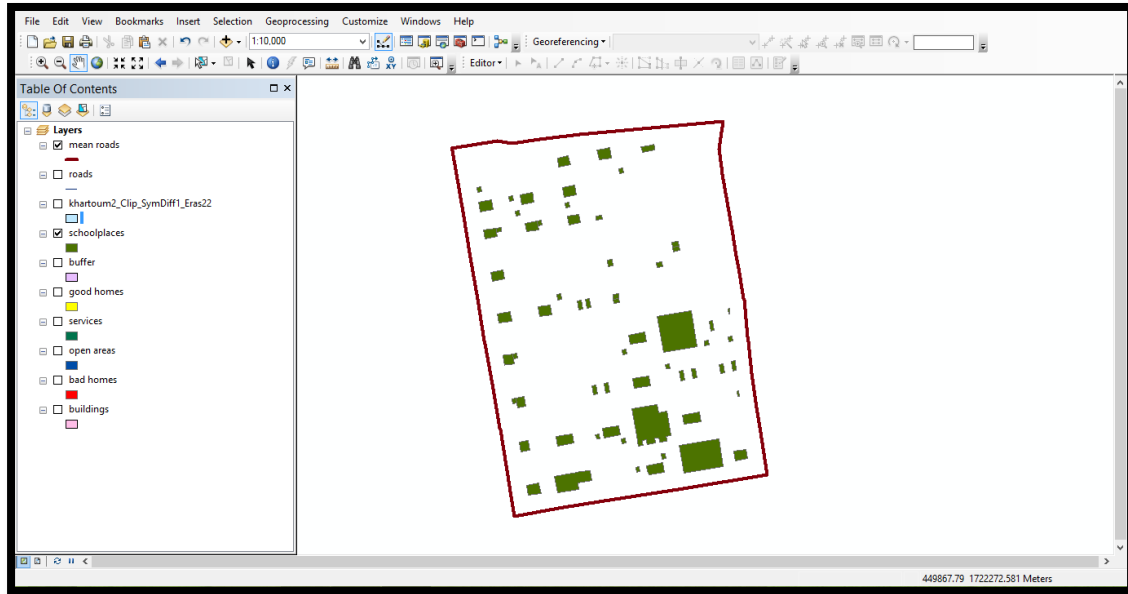 File Edit View Bookmarks Insert Selection Geoprocessing Customize Windows Help
1:10,000 Georeferencing
Editor
Table Of Contents
Layers
mean roads
roads
khartoum2_Clip_SymDiff1_Eras22
schoolplaces
buffer
good homes
services
open areas
bad homes
buildings
449867.79 1722272.581 Meters